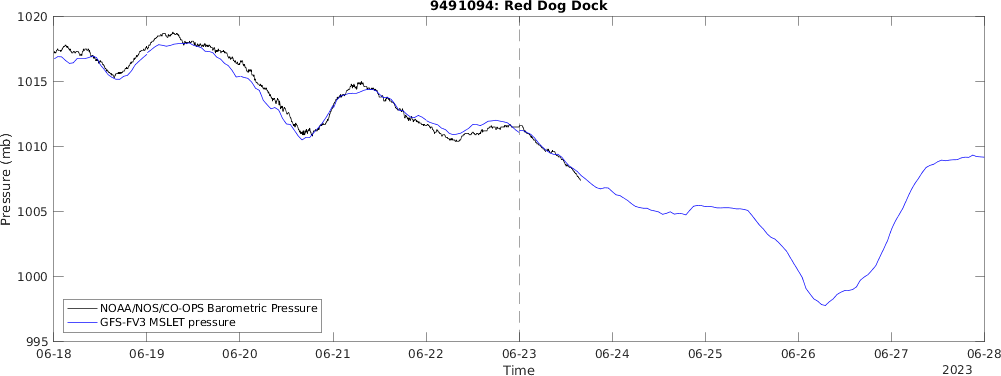 9491094: Red Dog Dock
1020
1015
1010
1005
1000
995
Pressure (mb)
NOAA/NOS/CO-OPS Barometric Pressure
GFS-FV3 MSLET pressure
06-18 06-19 06-20 06-21 06-22 06-23 06-24 06-25 06-26 06-27 06-28
Time
2023